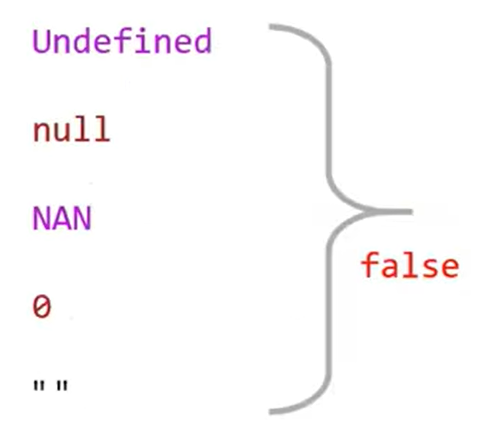 Undefined
null
NAN
false
0
" "